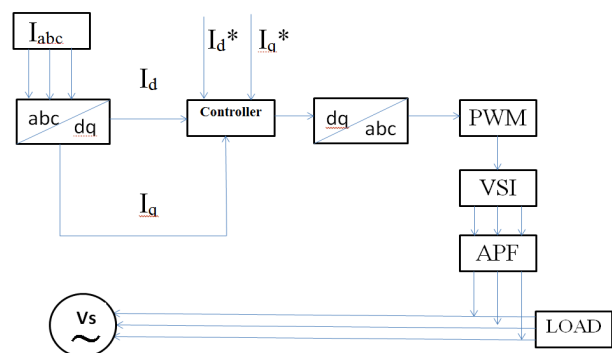 Iabc
Id* Iq*
Id
abc dq
Controller
dq abc
PWM
VSI
Iq
APF
Vs
LOAD